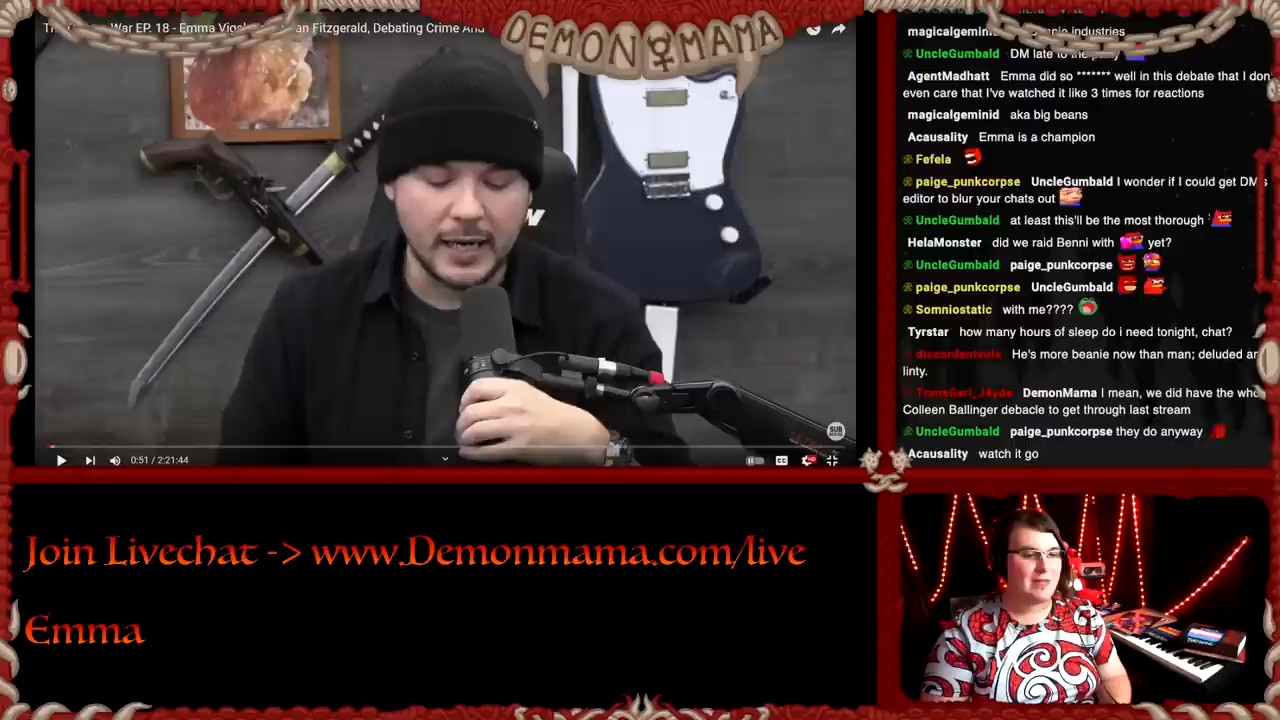 War EP. 18 - Emma
Fitzgerald, Debating Crime And
DEMON MAMA
0:51 / 2:21:44
SUB
CC
HD
Join Livechat -> www.Demonmama.com/live
Emma
industries
UncleGumbald DM late to the
AgentMadhatt Emma did so ******* well in this debate that I don
even care that I've watched it like 3 times for reactions
magicalgeminid aka big beans
Acausality Emma is a champion
Fefela
paige_punkcorpse UncleGumbald I wonder if I could get DM's
editor to blur your chats out
UncleGumbald at least this'll be the most thorough
HelaMonster did we raid Benni with yet?
UncleGumbald paige_punkcorpse
paige_punkcorpse UncleGumbald
Somniostatic with me????
Tyrstar how many hours of sleep do i need tonight, chat?
He's more beanie now than man; deluded an
linty.
DemonMama I mean, we did have the who
Colleen Ballinger debacle to get through last stream
UncleGumbald paige_punkcorpse they do anyway
Acausality watch it go